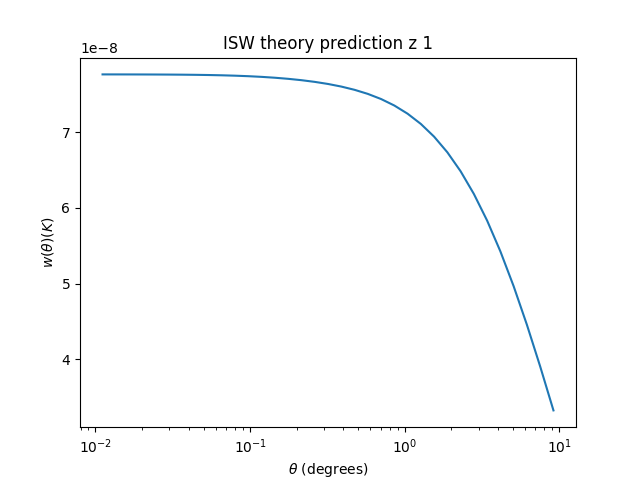 ISW theory prediction z 1
1e−8
7
6
5
4
w(θ)(K)
10⁻² 10⁻¹ 10⁰ 10¹
θ (degrees)